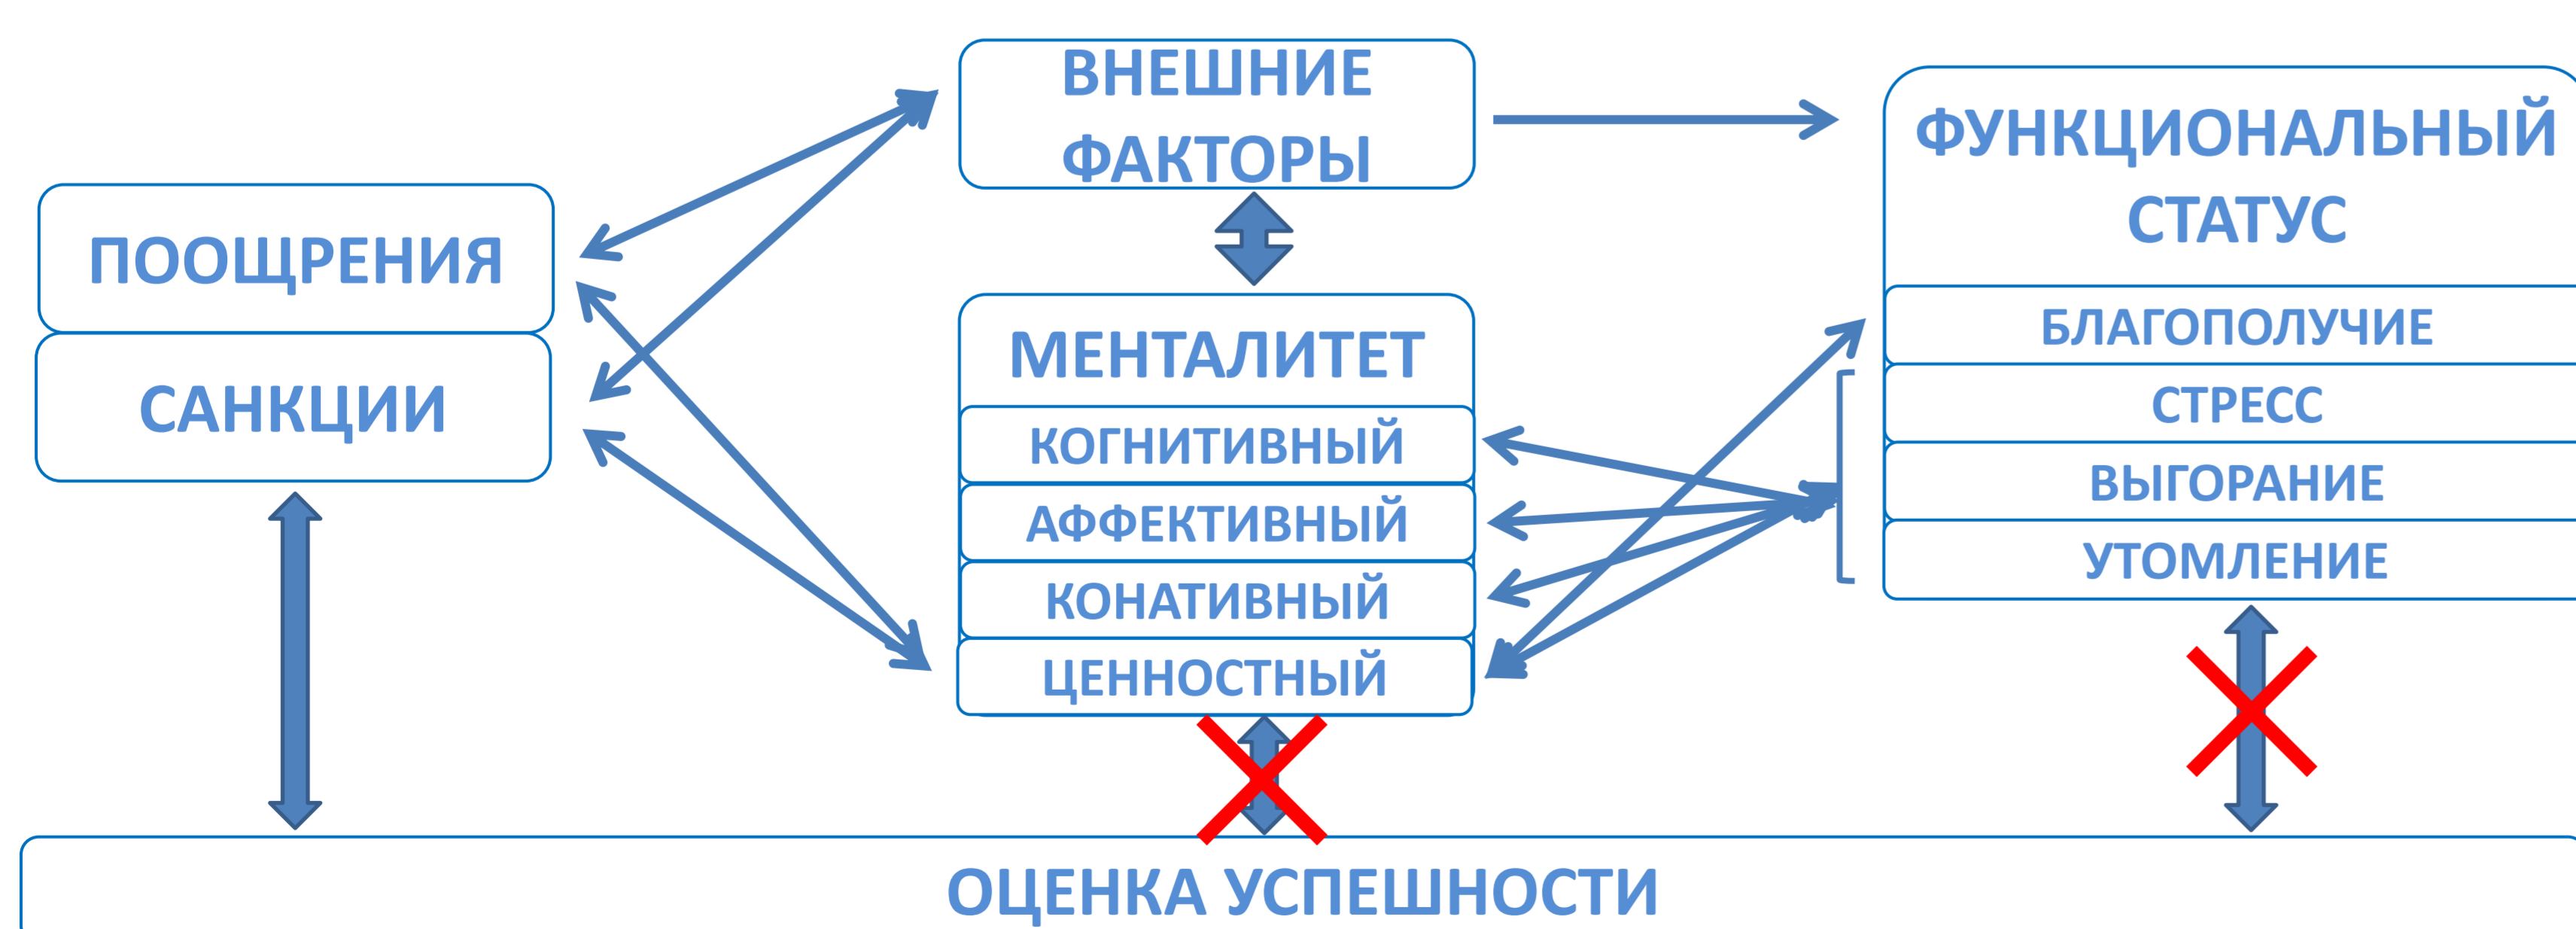 ВНЕШНИЕ
ФАКТОРЫ
ПООЩРЕНИЯ
САНКЦИИ
МЕНТАЛИТЕТ
КОГНИТИВНЫЙ
АФФЕКТИВНЫЙ
КОНАТИВНЫЙ
ЦЕННОСТНЫЙ
ФУНКЦИОНАЛЬНЫЙ
СТАТУС
БЛАГОПОЛУЧИЕ
СТРЕСС
ВЫГОРАНИЕ
УТОМЛЕНИЕ
ОЦЕНКА УСПЕШНОСТИ